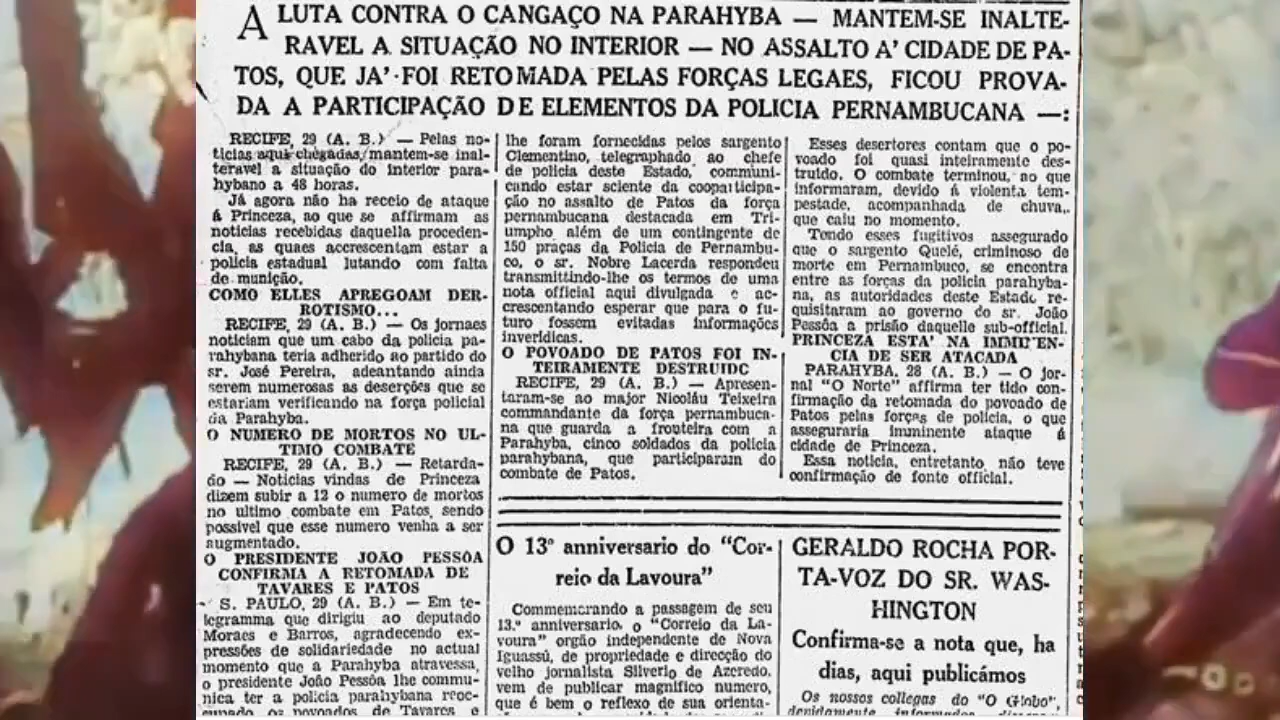 A LUTA CONTRA O CANGAÇO NA PARAHYBA — MANTEM-SE INALTE-
RAVEL A SITUAÇÃO NO INTERIOR — NO ASSALTO A' CIDADE DE PA-
TOS, QUE JA' FOI RETOMADA PELAS FORÇAS LEGAES, FICOU PROVA-
DA A PARTICIPAÇÃO DE ELEMENTOS DA POLICIA PERNAMBUCANA —:
RECIFE, 29 (A. B.) — Pelas no-
ticias aqui chegadas, mantem-se inal-
teravel a situação do interior para-
hybano a 48 horas.
Já agora não ha receio de ataque
á Princeza, ao que se affirmam as
noticias recebidas daquella proceden-
cia, as quaes accrescentam estar a
policia estadual lutando com falta
de munição.
COMO ELLES APREGOAM DER-
ROTISMO...
RECIFE, 29 (A. B.) — Os jornaes
noticiam que um cabo da policia pa-
rahybana teria adherido ao partido do
sr. José Pereira, adeantando ainda
serem numerosas as deserções que se
estariam verificando na força policial
da Parahyba.
O NUMERO DE MORTOS NO UL-
TIMO COMBATE
RECIFE, 29 (A. B.) — Retarda-
do — Noticias vindas de Princeza
dizem subir a 12 o numero de mortos
no ultimo combate em Patos, sendo
possivel que esse numero venha a ser
augmentado.
O PRESIDENTE JOÃO PESSÔA
CONFIRMA A RETOMADA DE
TAVARES E PATOS
S. PAULO, 29 (A. B.) — Em te-
legramma que dirigiu ao deputado
Moraes e Barros, agradecendo ex-
pressões de solidariedade no actual
momento que a Parahyba atravessa,
o presidente João Pessôa lhe commu-
nica ter a policia parahybana reoc-
cupado os povoados de Tavares e
lhe foram fornecidas pelo sargento
Clementino, telegraphado ao chefe
de policia deste Estado, communi-
cando estar sciente da cooparticipa-
ção no assalto de Patos da força
pernambucana destacada em Tri-
umpho além de um contingente de
150 praças da Policia de Pernambu-
co, o sr. Nobre Lacerda respondeu
transmittindo-lhe os termos de uma
nota official aqui divulgada e ac-
crescentando esperar que para o fu-
turo fossem evitadas informações
inveridicas.
O POVOADO DE PATOS FOI IN-
TEIRAMENTE DESTRUIDO
RECIFE, 29 (A. B.) — Apresen-
taram-se ao major Nicoláu Teixeira
commandante da força pernambuca-
na que guarda a fronteira com a
Parahyba, cinco soldados da policia
parahybana, que participaram do
combate de Patos.
Esses desertores contam que o po-
voado foi quasi inteiramente des-
truido. O combate terminou, ao que
informaram, devido á violenta tem-
pestade, acompanhada de chuva,
que caiu no momento.
Tendo esses fugitivos assegurado
que o sargento Quelé, criminoso de
morte em Pernambuco, se encontra
entre as forças da policia parahyba-
na, as autoridades deste Estado re-
quisitaram ao governo do sr. João
Pessôa a prisão daquelle sub-official.
PRINCEZA ESTA' NA IMMINEN-
CIA DE SER ATACADA
PARAHYBA, 28 (A. B.) — O jor-
nal "O Norte" affirma ter tido con-
firmação da retomada do povoado de
Patos pelas forças de policia, o que
asseguraria imminente ataque á
cidade de Princeza.
Essa noticia, entretanto, não teve
confirmação de fonte official.
O 13º anniversario do "Cor-
reio da Lavoura"
Commemorando a passagem de seu
13.º anniversario, o "Correio da La-
voura" orgão independente de Nova
Iguassú, de propriedade e direcção do
velho jornalista Silverio de Azeredo,
vem de publicar magnifico numero,
que é bem o reflexo de sua orienta-
GERALDO ROCHA POR-
TA-VOZ DO SR. WAS-
HINGTON
Confirma-se a nota que, ha
dias, aqui publicámos
Os nossos collegas do "O Globo",